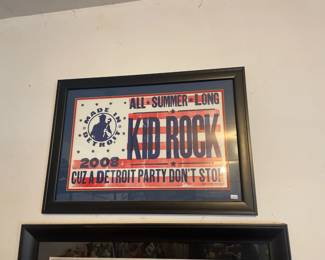 ALL · SUMMER · LONG
MADE IN DETROIT
KID ROCK
2008
CUZ A DETROIT PARTY DON'T STOP